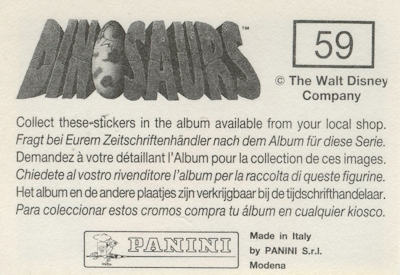 DINOSAURS™
59
© The Walt Disney
Company
Collect these-stickers in the album available from your local shop.
Fragt bei Eurem Zeitschriftenhändler nach dem Album für diese Serie.
Demandez à votre détaillant l'Album pour la collection de ces images.
Chiedete al vostro rivenditore l'album per la raccolta di queste figurine.
Het album en de andere plaatjes zijn verkrijgbaar bij de tijdschrifthandelaar.
Para coleccionar estos cromos compra tu álbum en cualquier kiosco.
PANINI
Made in Italy
by PANINI S.r.l.
Modena